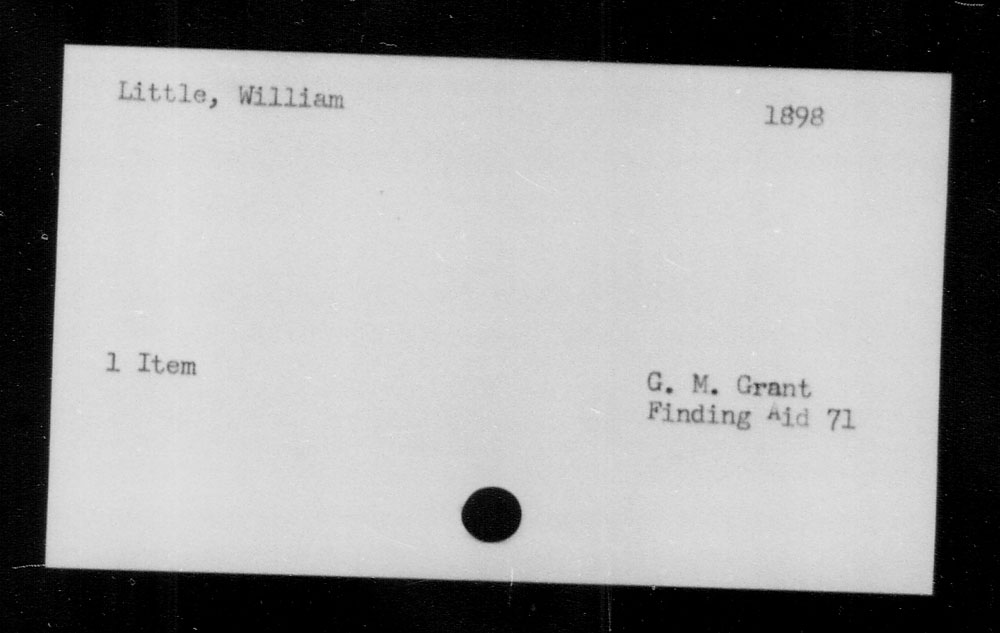 Little, William
1898
1 Item
G. M. Grant
Finding Aid 71